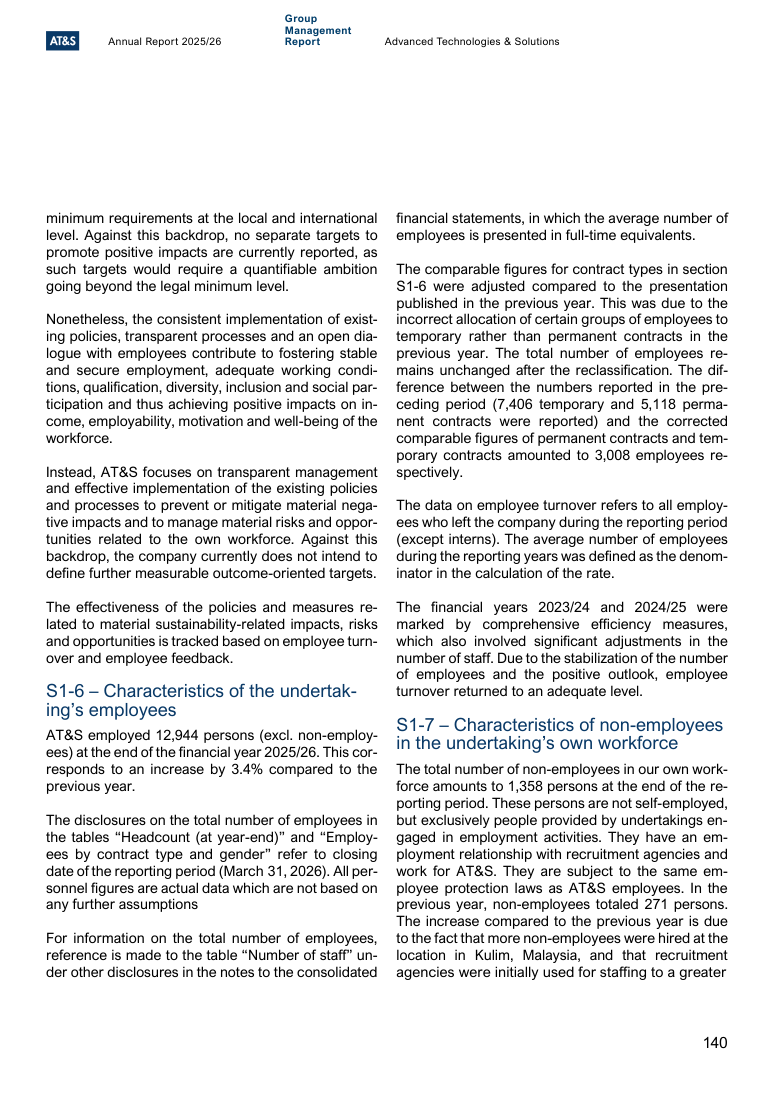 AT&S
Annual Report 2025/26
Group
Management
Report
Advanced Technologies & Solutions
minimum requirements at the local and international
level. Against this backdrop, no separate targets to
promote positive impacts are currently reported, as
such targets would require a quantifiable ambition
going beyond the legal minimum level.
Nonetheless, the consistent implementation of exist-
ing policies, transparent processes and an open dia-
logue with employees contribute to fostering stable
and secure employment, adequate working condi-
tions, qualification, diversity, inclusion and social par-
ticipation and thus achieving positive impacts on in-
come, employability, motivation and well-being of the
workforce.
Instead, AT&S focuses on transparent management
and effective implementation of the existing policies
and processes to prevent or mitigate material nega-
tive impacts and to manage material risks and oppor-
tunities related to the own workforce. Against this
backdrop, the company currently does not intend to
define further measurable outcome-oriented targets.
The effectiveness of the policies and measures re-
lated to material sustainability-related impacts, risks
and opportunities is tracked based on employee turn-
over and employee feedback.
S1-6 – Characteristics of the undertak-
ing's employees
AT&S employed 12,944 persons (excl. non-employ-
ees) at the end of the financial year 2025/26. This cor-
responds to an increase by 3.4% compared to the
previous year.
The disclosures on the total number of employees in
the tables “Headcount (at year-end)” and “Employ-
ees by contract type and gender” refer to closing
date of the reporting period (March 31, 2026). All per-
sonnel figures are actual data which are not based on
any further assumptions
For information on the total number of employees,
reference is made to the table “Number of staff” un-
der other disclosures in the notes to the consolidated
financial statements, in which the average number of
employees is presented in full-time equivalents.
The comparable figures for contract types in section
S1-6 were adjusted compared to the presentation
published in the previous year. This was due to the
incorrect allocation of certain groups of employees to
temporary rather than permanent contracts in the
previous year. The total number of employees re-
mains unchanged after the reclassification. The dif-
ference between the numbers reported in the pre-
ceding period (7,406 temporary and 5,118 perma-
nent contracts were reported) and the corrected
comparable figures of permanent contracts and tem-
porary contracts amounted to 3,008 employees re-
spectively.
The data on employee turnover refers to all employ-
ees who left the company during the reporting period
(except interns). The average number of employees
during the reporting years was defined as the denom-
inator in the calculation of the rate.
The financial years 2023/24 and 2024/25 were
marked by comprehensive efficiency measures,
which also involved significant adjustments in the
number of staff. Due to the stabilization of the number
of employees and the positive outlook, employee
turnover returned to an adequate level.
S1-7 – Characteristics of non-employees
in the undertaking's own workforce
The total number of non-employees in our own work-
force amounts to 1,358 persons at the end of the re-
porting period. These persons are not self-employed,
but exclusively people provided by undertakings en-
gaged in employment activities. They have an em-
ployment relationship with recruitment agencies and
work for AT&S. They are subject to the same em-
ployee protection laws as AT&S employees. In the
previous year, non-employees totaled 271 persons.
The increase compared to the previous year is due
to the fact that more non-employees were hired at the
location in Kulim, Malaysia, and that recruitment
agencies were initially used for staffing to a greater
140